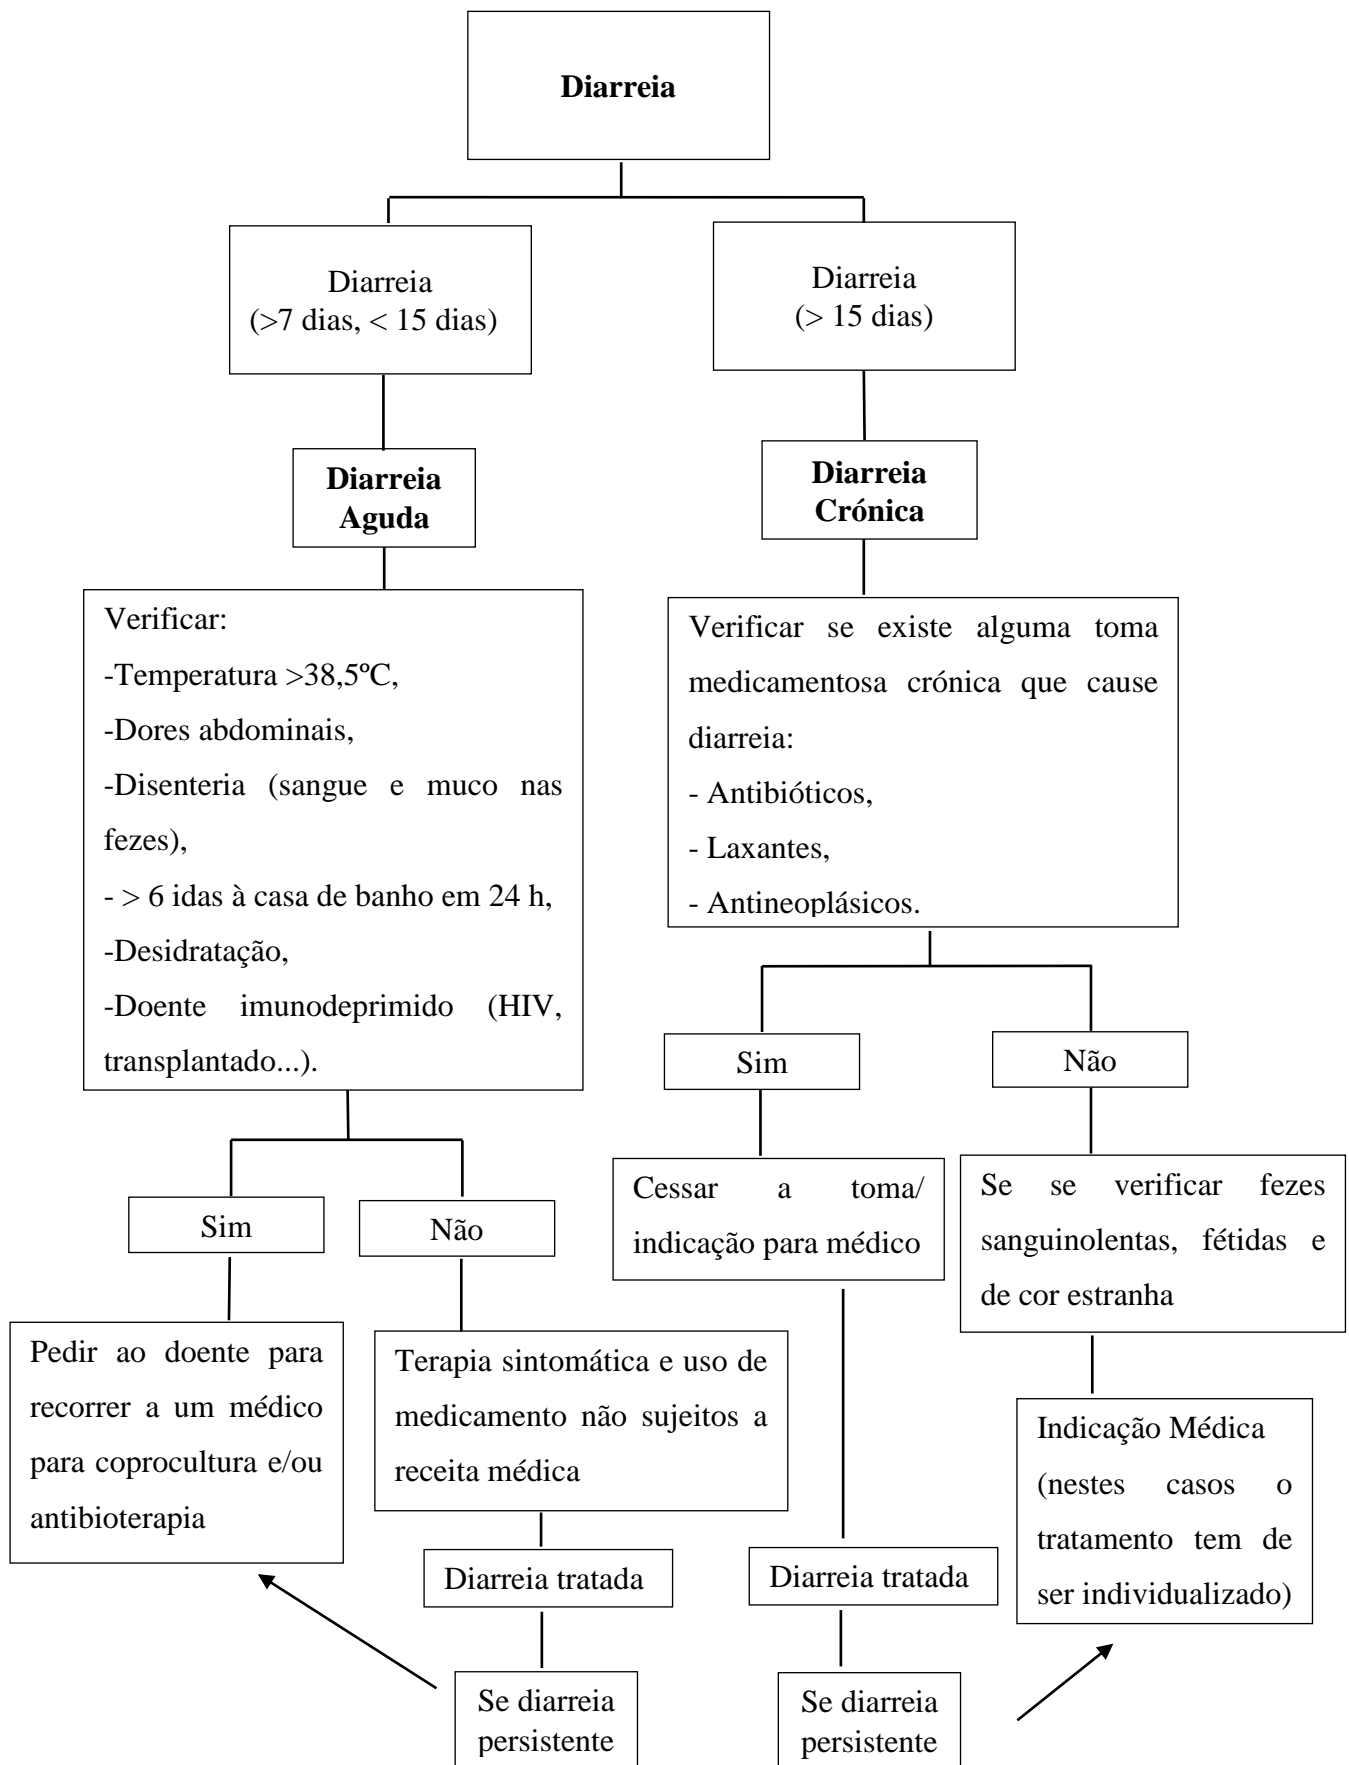 Diarreia
Diarreia
(>7 dias, < 15 dias)
Diarreia
(> 15 dias)
Diarreia
Aguda
Diarreia
Crónica
Verificar:
-Temperatura >38,5ºC,
-Dores abdominais,
-Disenteria (sangue e muco nas
fezes),
- > 6 idas à casa de banho em 24 h,
-Desidratação,
-Doente imunodeprimido (HIV,
transplantado...).
Verificar se existe alguma toma
medicamentosa crónica que cause
diarreia:
- Antibióticos,
- Laxantes,
- Antineoplásicos.
Sim
Não
Sim
Não
Pedir ao doente para
recorrer a um médico
para coprocultura e/ou
antibioterapia
Terapia sintomática e uso de
medicamento não sujeitos a
receita médica
Cessar a toma/
indicação para médico
Se se verificar fezes
sanguinolentas, fétidas e
de cor estranha
Indicação Médica
(nestes casos o
tratamento tem de
ser individualizado)
Diarreia tratada
Diarreia tratada
Se diarreia
persistente
Se diarreia
persistente